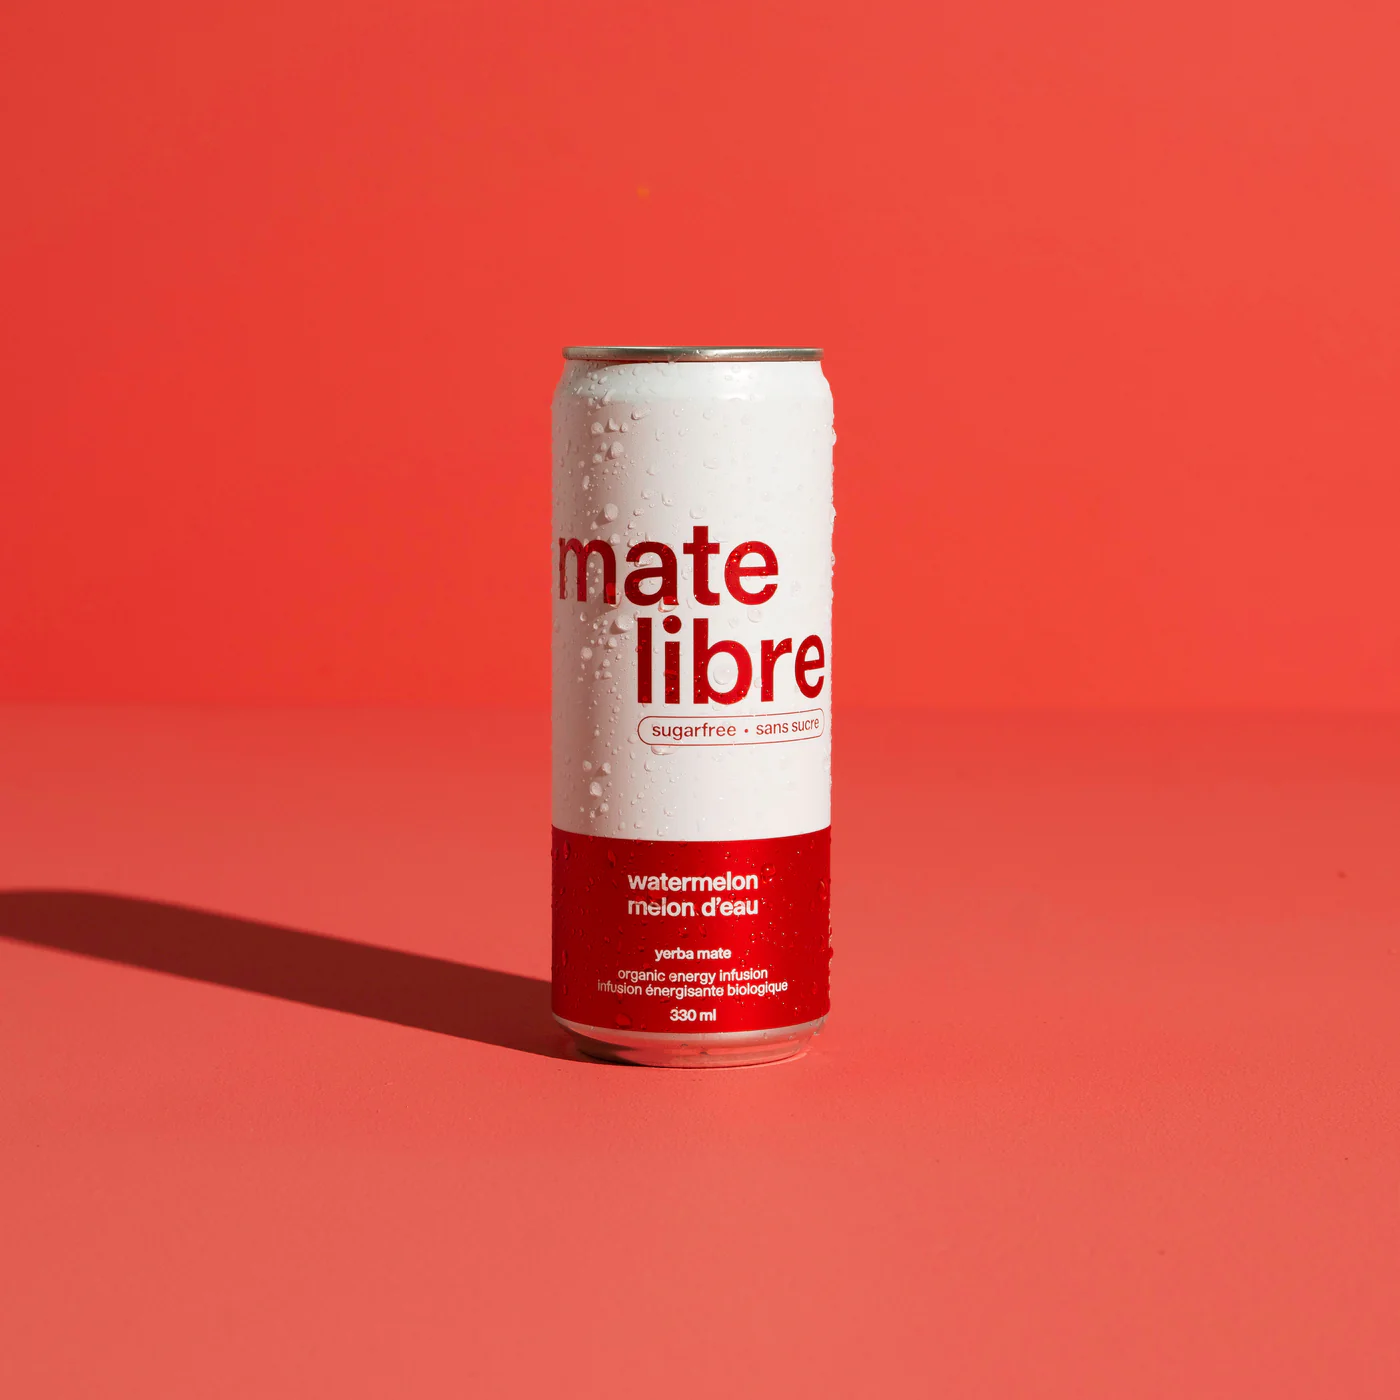 mate
libre
sugarfree • sans sucre
watermelon
melon d'eau
yerba mate
organic energy infusion
infusion énergisante biologique
330 ml